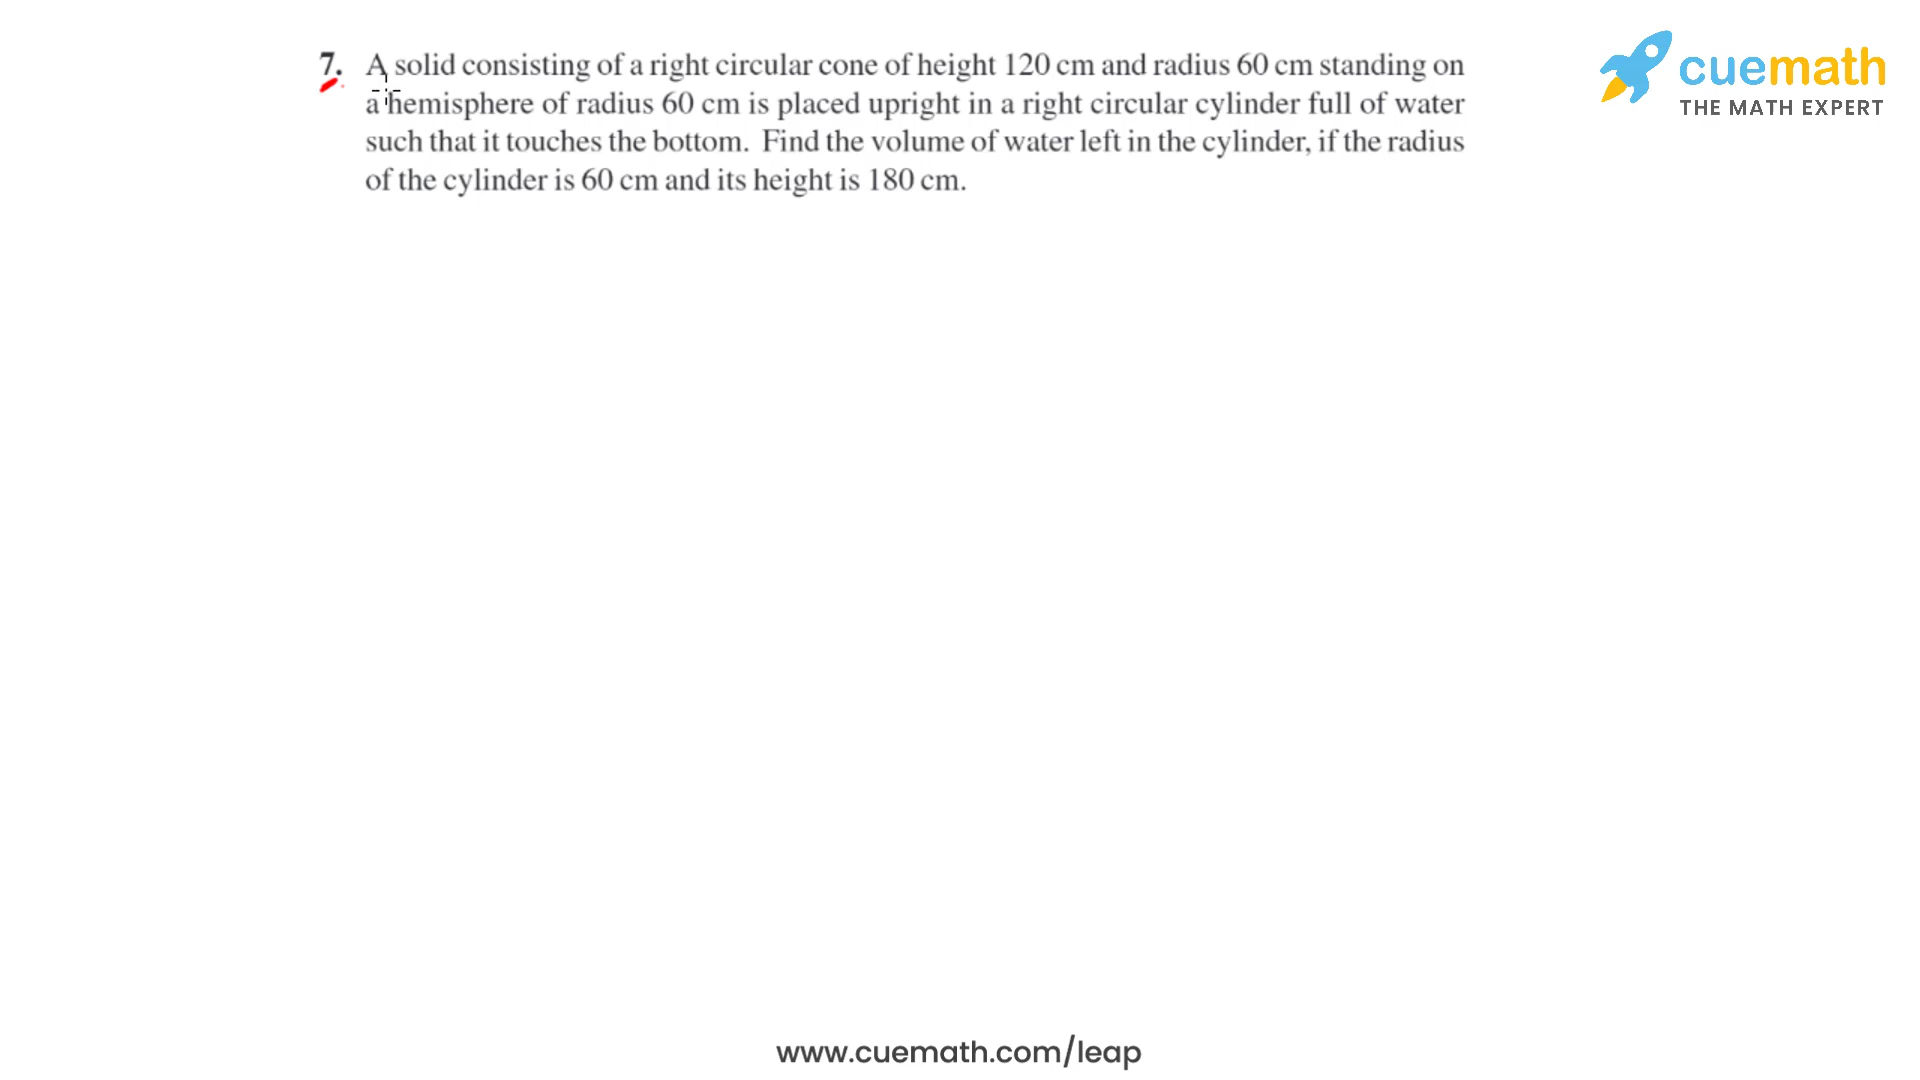 7. A solid consisting of a right circular cone of height 120 cm and radius 60 cm standing on
a hemisphere of radius 60 cm is placed upright in a right circular cylinder full of water
such that it touches the bottom. Find the volume of water left in the cylinder, if the radius
of the cylinder is 60 cm and its height is 180 cm.
cuemath
THE MATH EXPERT
www.cuemath.com/leap